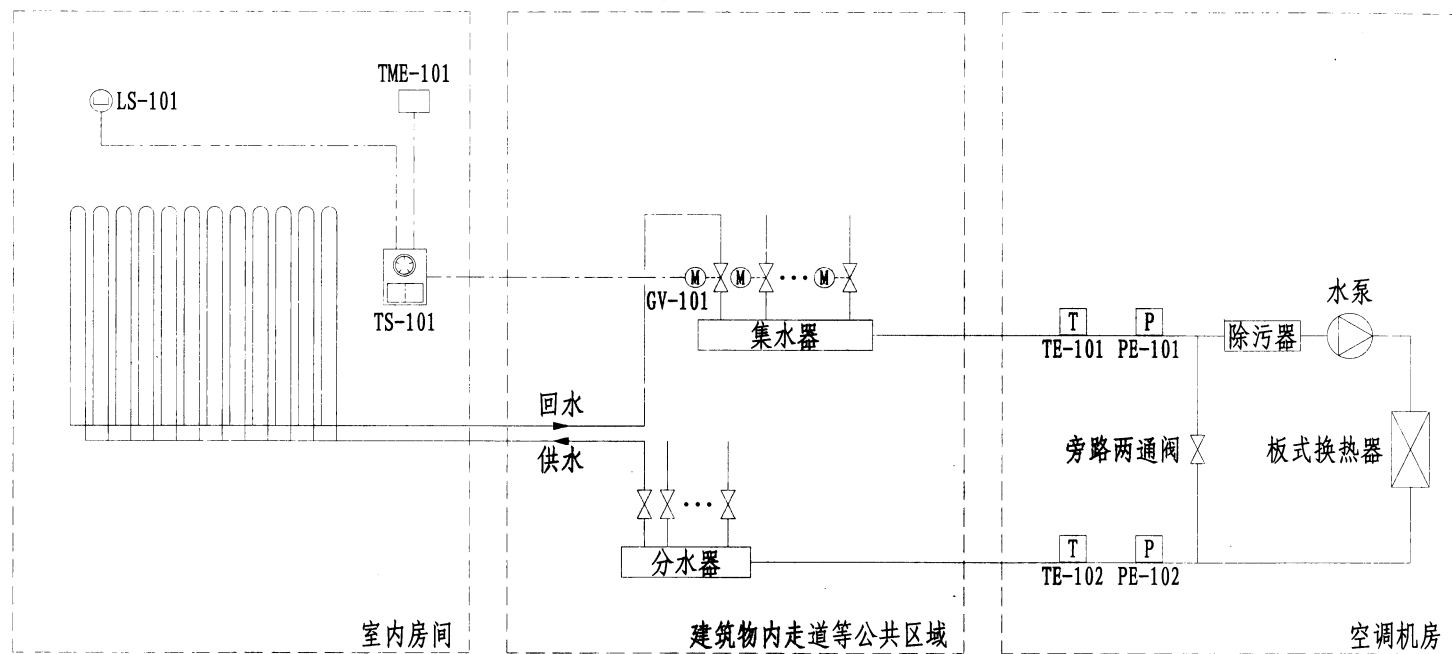 TME-101
LS-101
TS-101
M M ••• M
GV-101
集水器
回水
供水
•••
分水器
T P
TE-101 PE-101
除污器
水泵
旁路两通阀
板式换热器
T P
TE-102 PE-102
室内房间
建筑物内走道等公共区域
空调机房